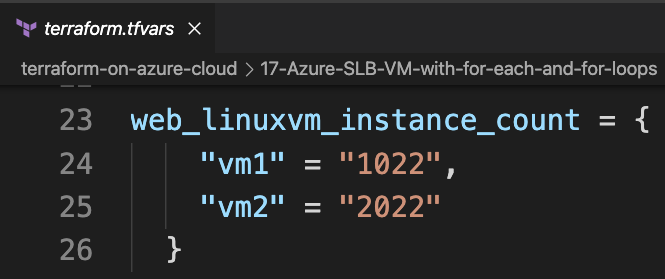 terraform.tfvars ×
terraform-on-azure-cloud > 17-Azure-SLB-VM-with-for-each-and-for-loops
23 web_linuxvm_instance_count = {
24 "vm1" = "1022",
25 "vm2" = "2022"
26 }